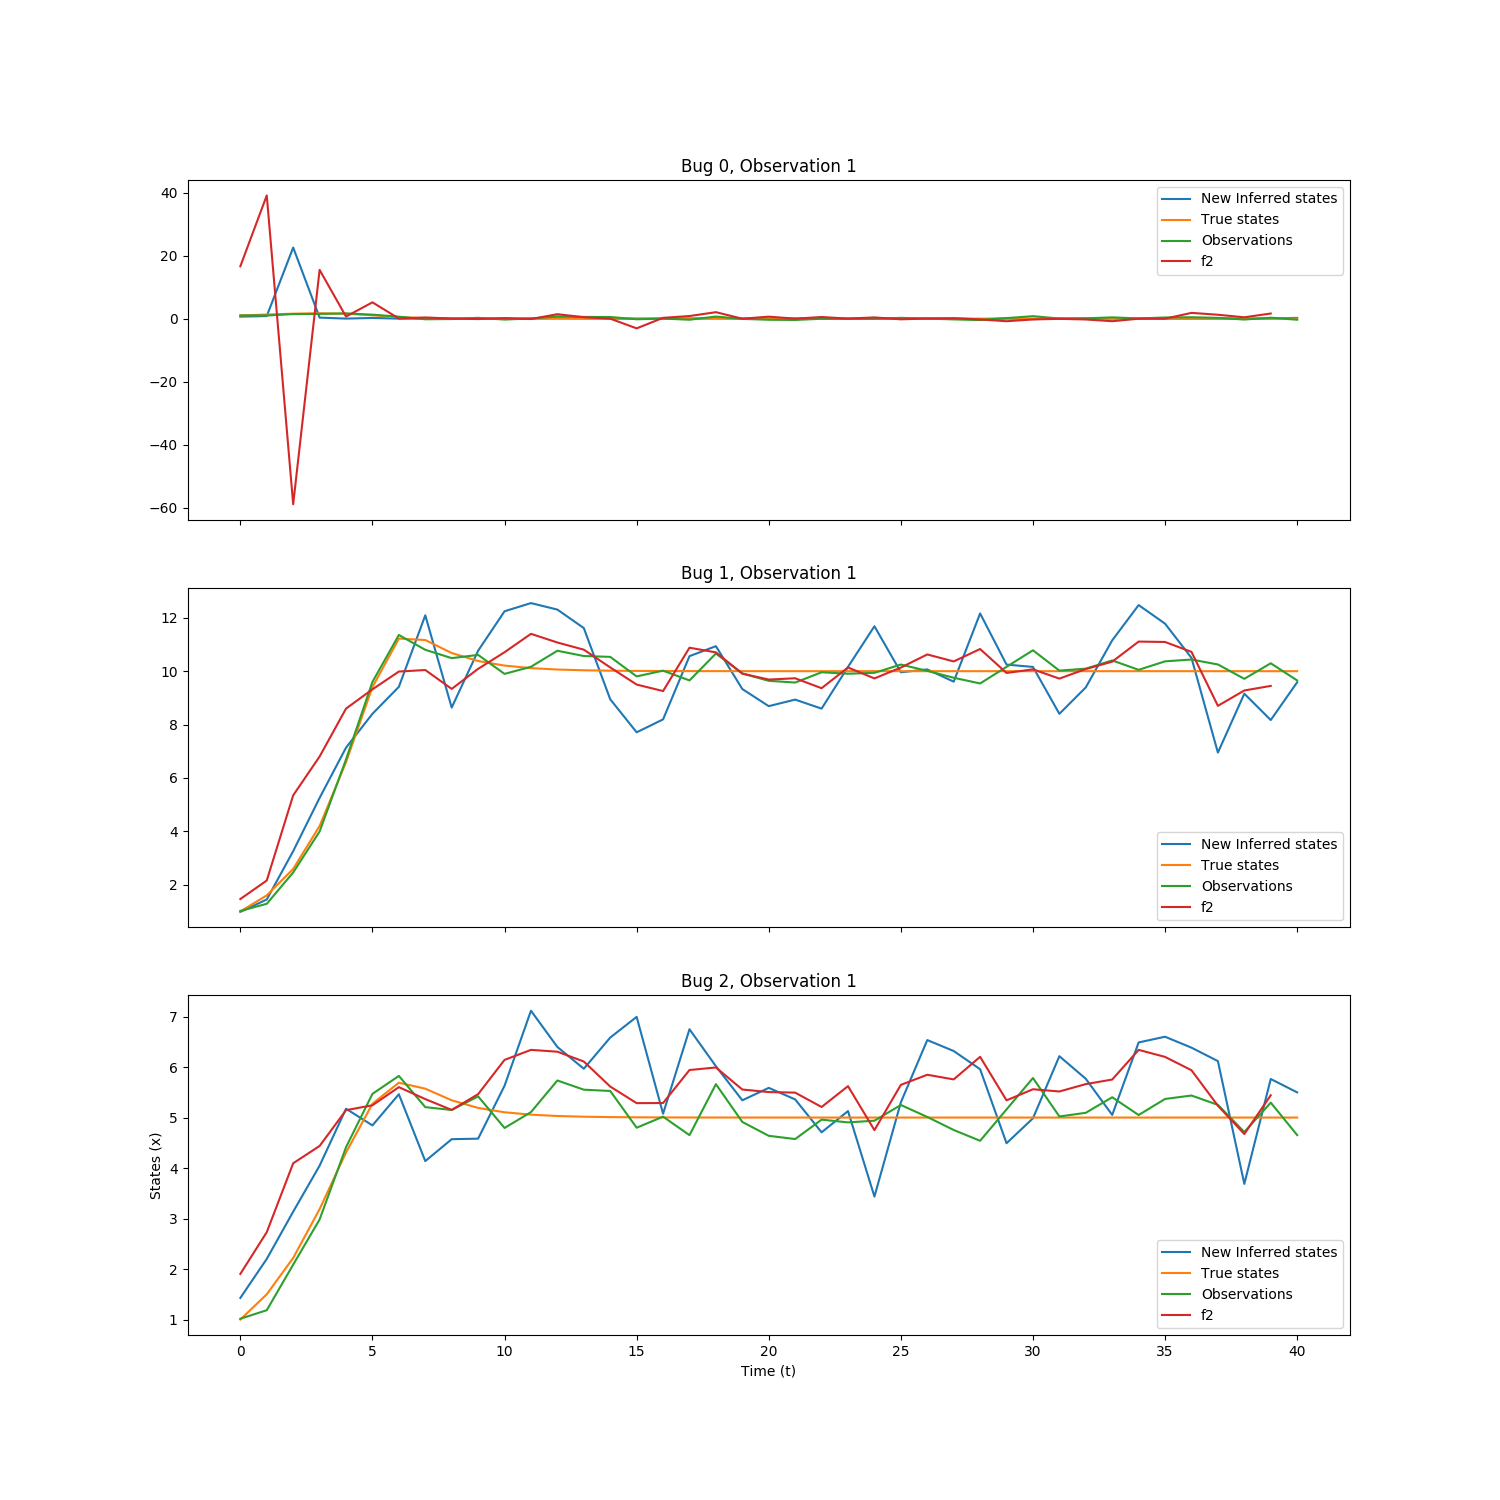 Bug 0, Observation 1
40
20
0
−20
−40
−60
New Inferred states
True states
Observations
f2
Bug 1, Observation 1
12
10
8
6
4
2
New Inferred states
True states
Observations
f2
Bug 2, Observation 1
7
6
5
4
3
2
1
States (x)
New Inferred states
True states
Observations
f2
0 5 10 15 20 25 30 35 40
Time (t)